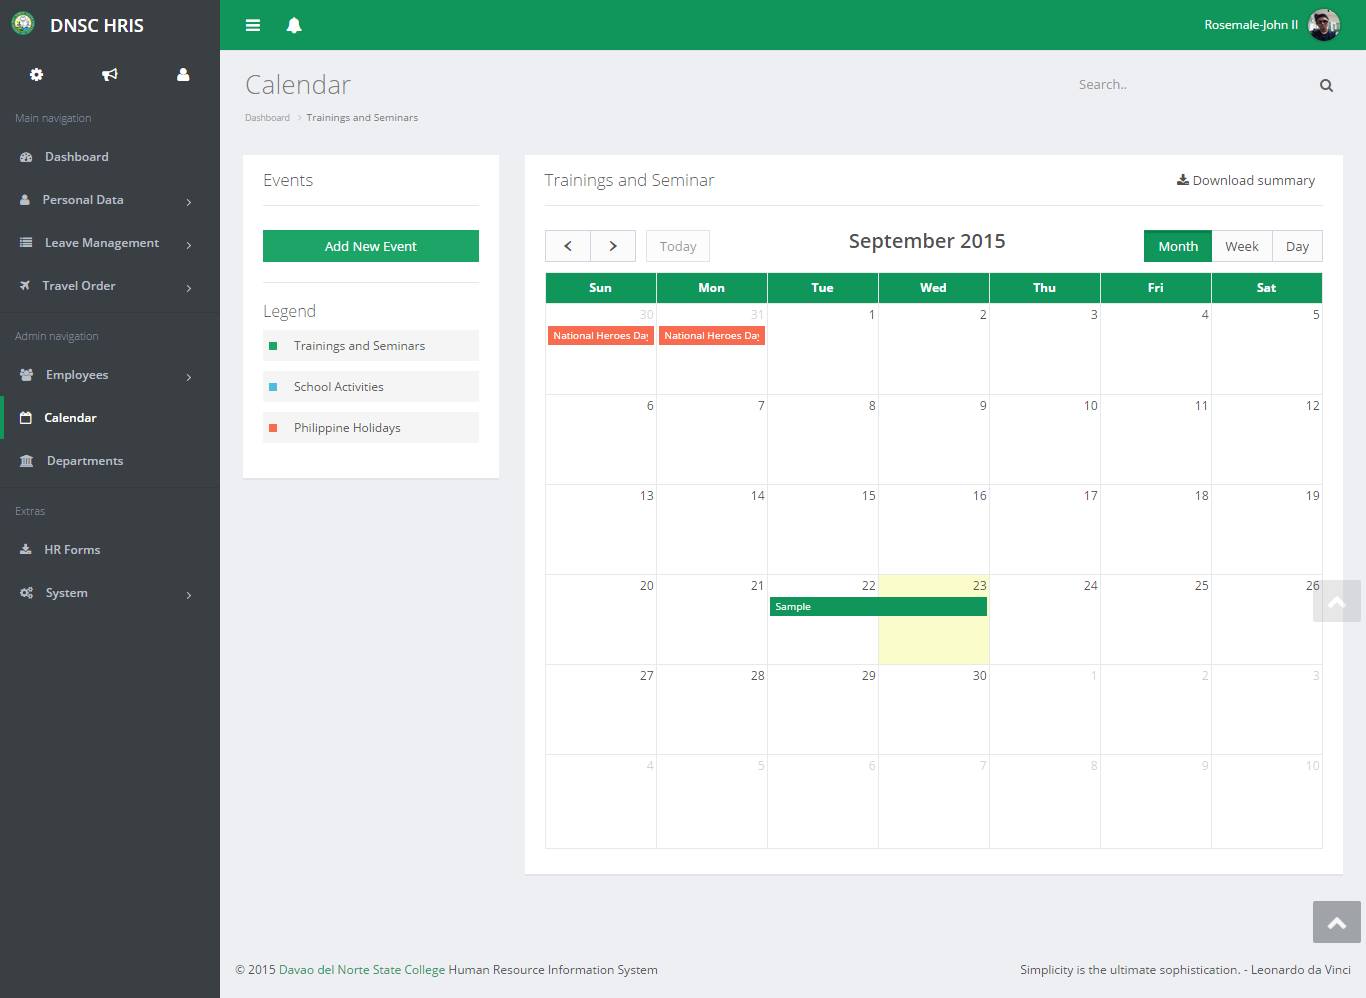 DNSC HRIS
Rosemale-John II
Main navigation
Dashboard
Personal Data
Leave Management
Travel Order
Admin navigation
Employees
Calendar
Departments
Extras
HR Forms
System
Calendar
Search..
Dashboard > Trainings and Seminars
Events
Add New Event
Legend
Trainings and Seminars
School Activities
Philippine Holidays
Trainings and Seminar
Download summary
< > Today September 2015 Month Week Day
Sun Mon Tue Wed Thu Fri Sat
30 31 1 2 3 4 5
National Heroes Day National Heroes Day
6 7 8 9 10 11 12
13 14 15 16 17 18 19
20 21 22 23 24 25 26
Sample
27 28 29 30 1 2 3
4 5 6 7 8 9 10
© 2015 Davao del Norte State College Human Resource Information System
Simplicity is the ultimate sophistication. - Leonardo da Vinci